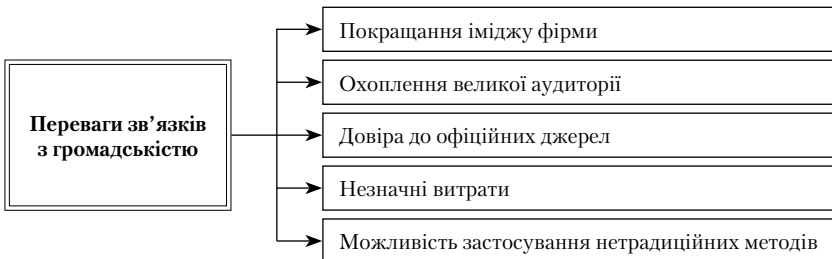 Переваги зв’язків
з громадськістю
Покращання іміджу фірми
Охоплення великої аудиторії
Довіра до офіційних джерел
Незначні витрати
Можливість застосування нетрадиційних методів